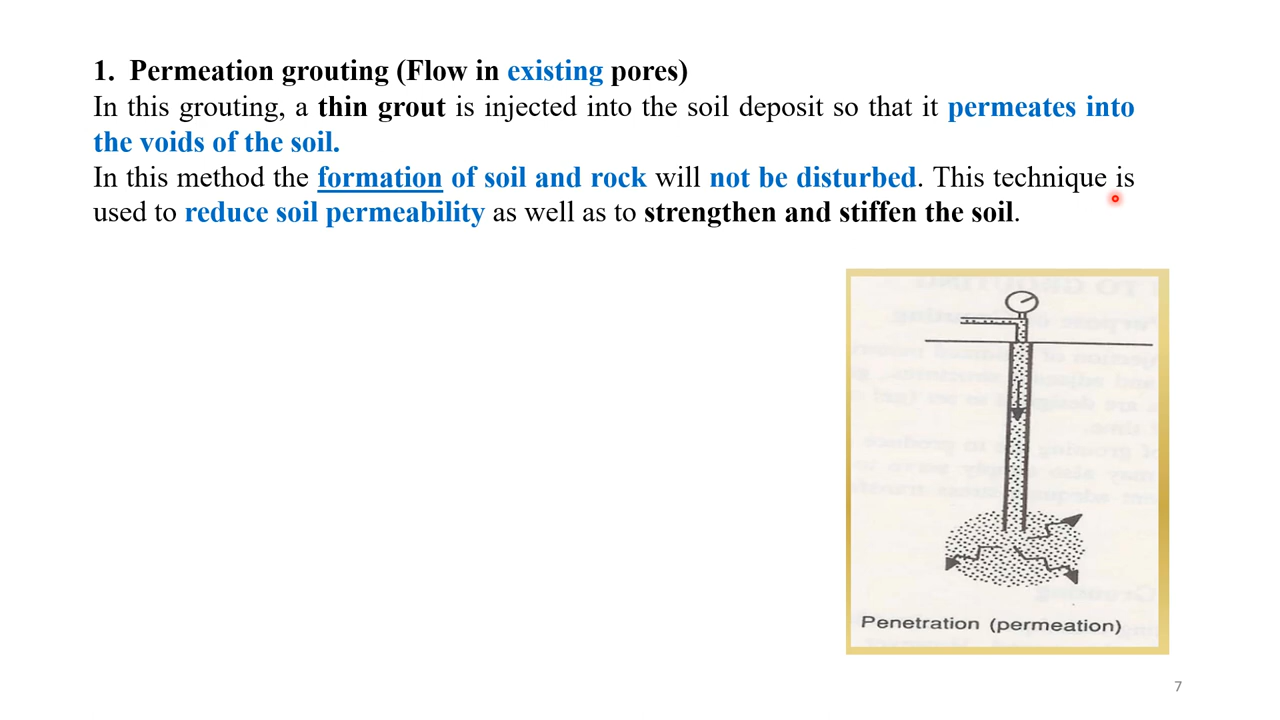 1. Permeation grouting (Flow in existing pores)
In this grouting, a thin grout is injected into the soil deposit so that it permeates into
the voids of the soil.
In this method the formation of soil and rock will not be disturbed. This technique is
used to reduce soil permeability as well as to strengthen and stiffen the soil.
Penetration (permeation)
7